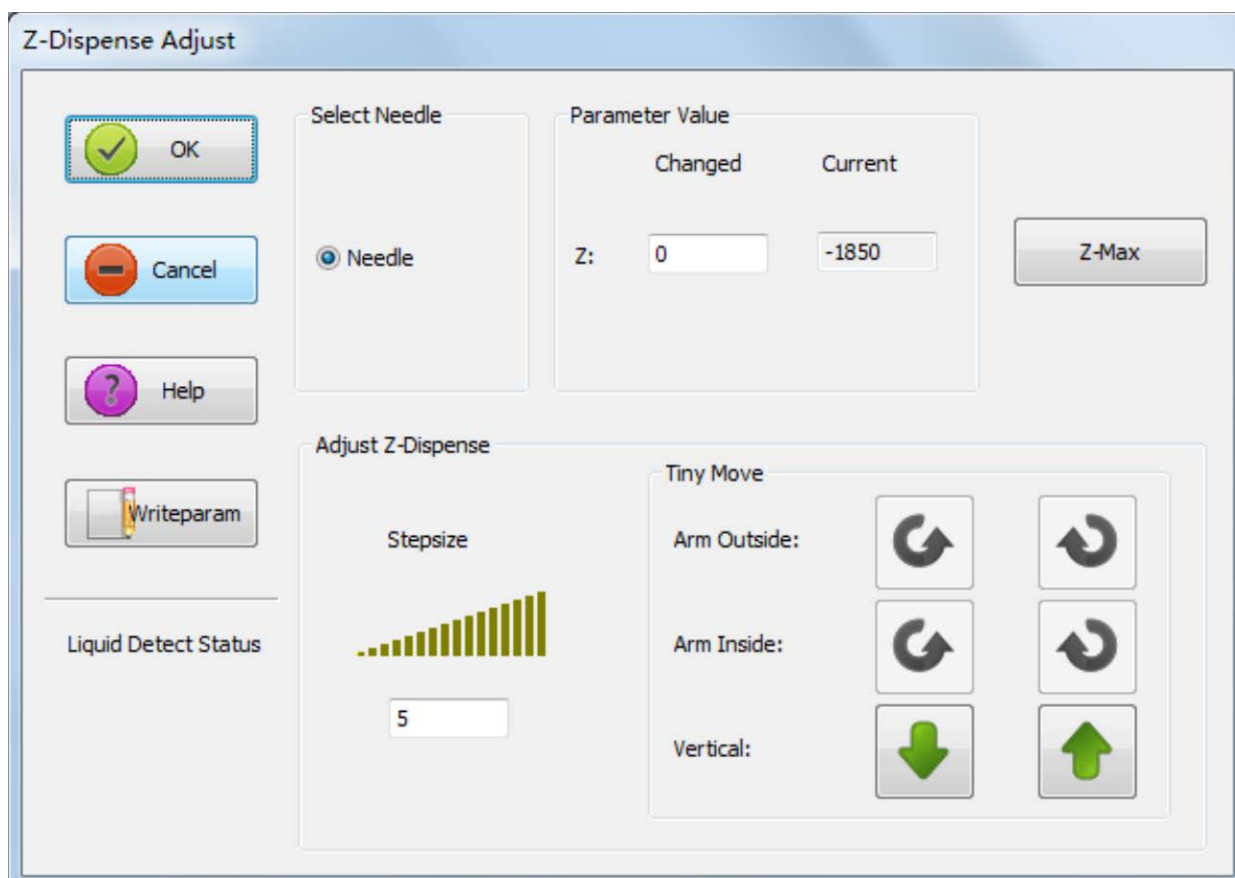 Z-Dispense Adjust
OK
Cancel
Help
Writeparam
Liquid Detect Status
Select Needle
Needle
Parameter Value
Changed Current
Z: 0 -1850
Z-Max
Adjust Z-Dispense
Stepsize
5
Tiny Move
Arm Outside:
Arm Inside:
Vertical: